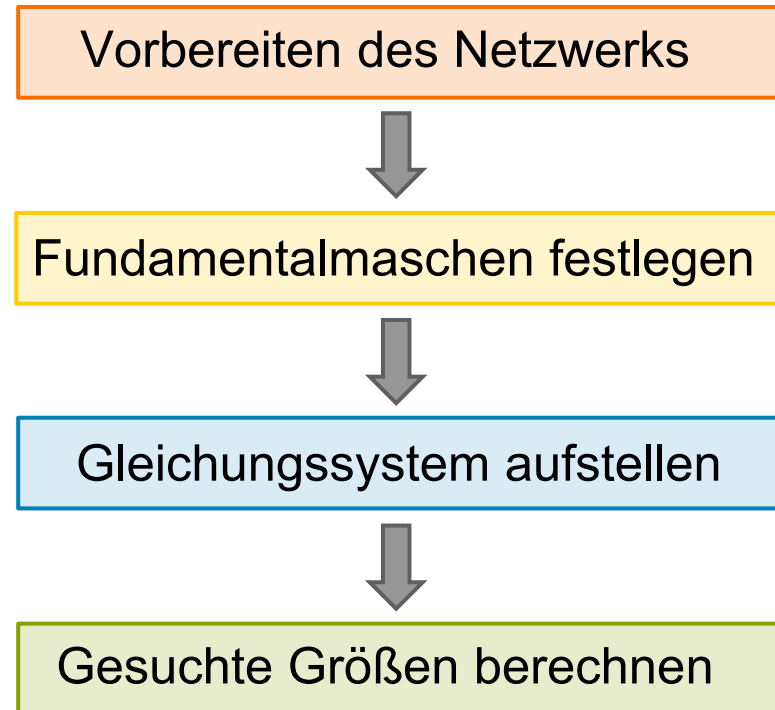 Vorbereiten des Netzwerks
Fundamentalmaschen festlegen
Gleichungssystem aufstellen
Gesuchte Größen berechnen